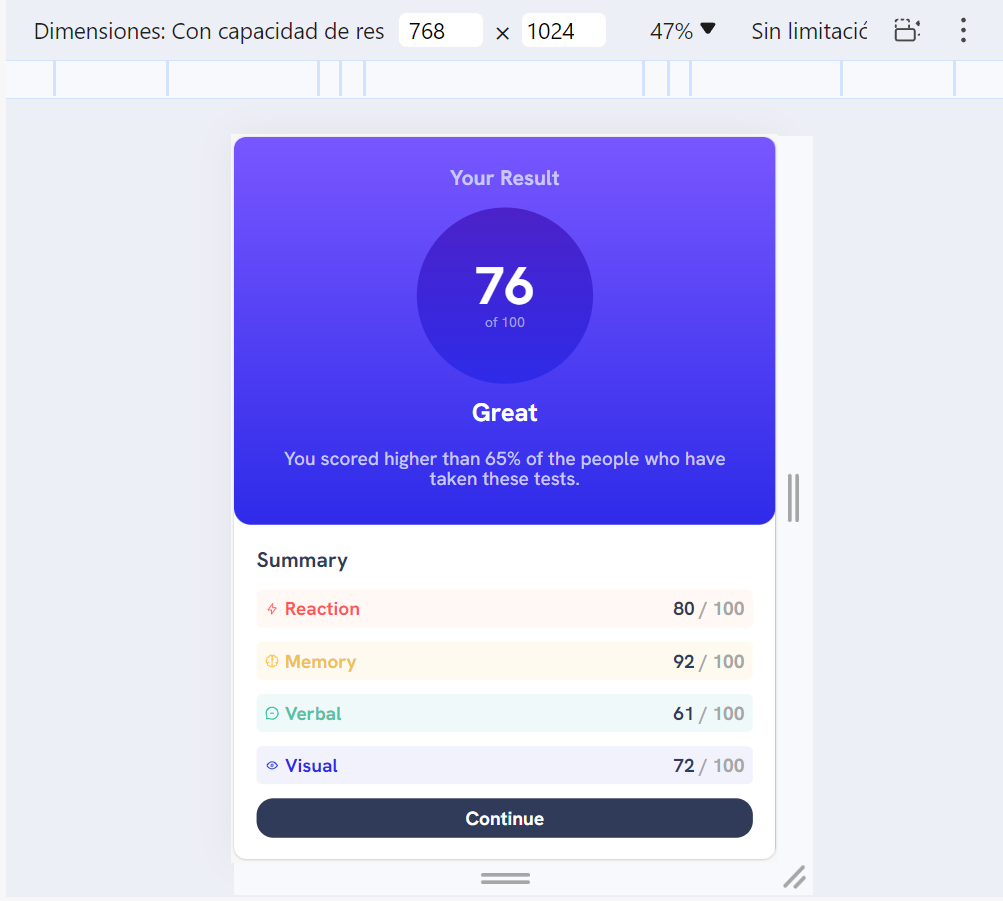 Dimensiones: Con capacidad de res 768 × 1024 47% Sin limitació
Your Result
76
of 100
Great
You scored higher than 65% of the people who have
taken these tests.
Summary
Reaction 80 / 100
Memory 92 / 100
Verbal 61 / 100
Visual 72 / 100
Continue